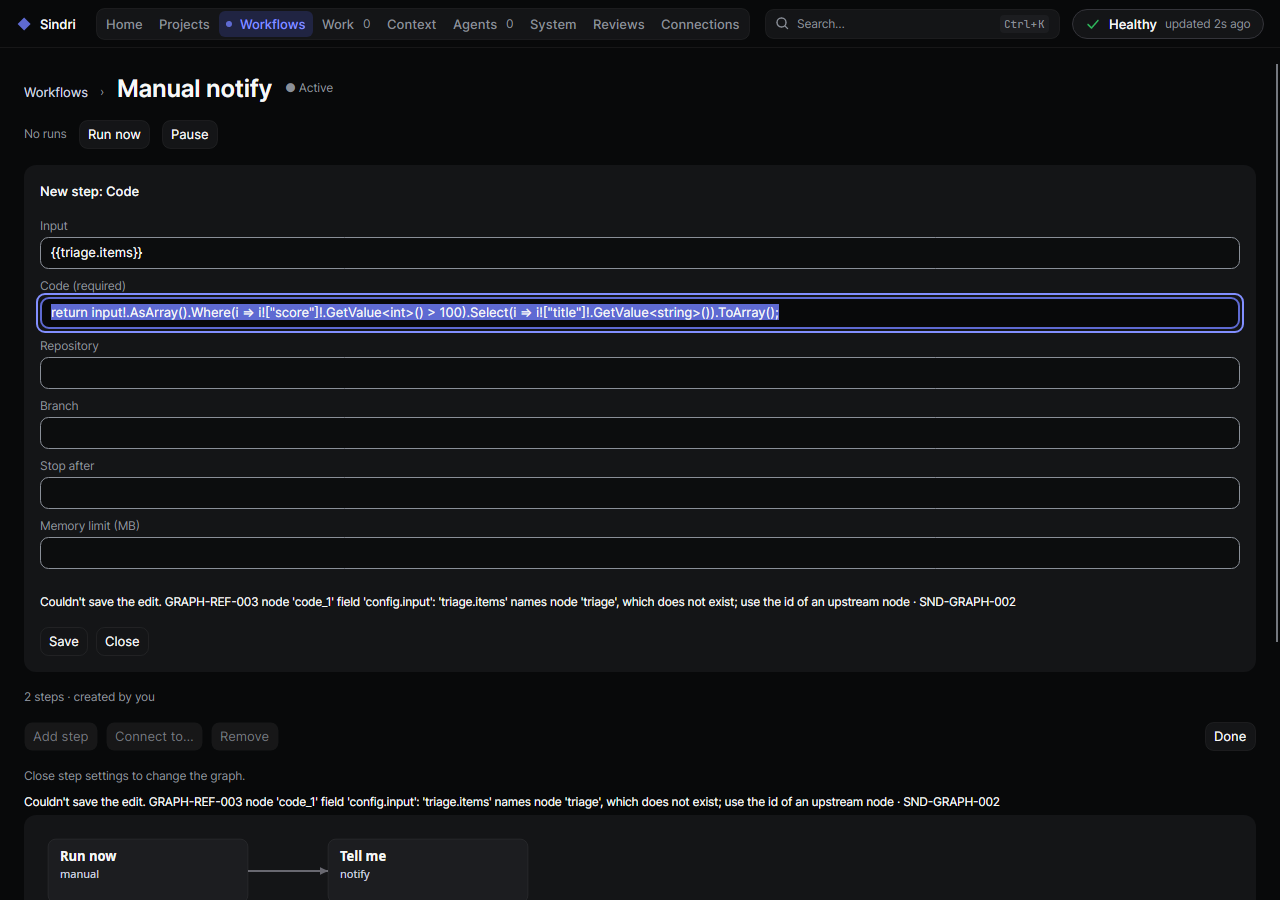 Sindri
Home Projects Workflows Work 0 Context Agents 0 System Reviews Connections
Search... Ctrl+K
Healthy updated 2s ago
Workflows › Manual notify Active
No runs Run now Pause
New step: Code
Input
{{triage.items}}
Code (required)
return input!.AsArray().Where(i => i!["score"]!.GetValue<int>() > 100).Select(i => i!["title"]!.GetValue<string>()).ToArray();
Repository
Branch
Stop after
Memory limit (MB)
Couldn't save the edit. GRAPH-REF-003 node 'code_1' field 'config.input': 'triage.items' names node 'triage', which does not exist; use the id of an upstream node · SND-GRAPH-002
Save Close
2 steps · created by you
Add step Connect to... Remove Done
Close step settings to change the graph.
Couldn't save the edit. GRAPH-REF-003 node 'code_1' field 'config.input': 'triage.items' names node 'triage', which does not exist; use the id of an upstream node · SND-GRAPH-002
Run now Tell me
manual notify